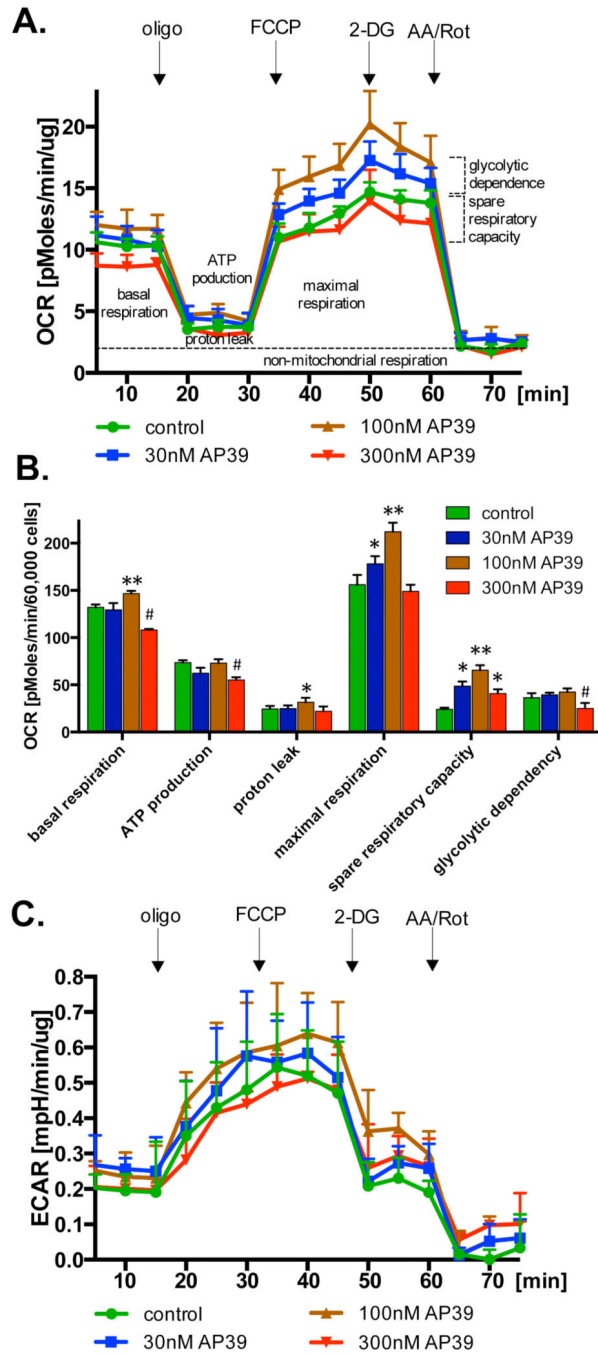 A.
oligo FCCP 2-DG AA/Rot
OCR [pMoles/min/ug]
20
15
10
5
0
basal
respiration
ATP
poduction
proton leak
maximal
respiration
glycolytic
dependence
spare
respiratory
capacity
non-mitochdrial respiration
10 20 30 40 50 60 70 [min]
control 100nM AP39
30nM AP39 300nM AP39
B.
OCR [pMoles/min/60,000 cells]
200
150
100
50
0
** # # * * ** * ** * #
control
30nM AP39
100nM AP39
300nM AP39
basal respiration
ATP production
proton leak
maximal respiration
spare respiratory capacity
glycolytic dependency
C.
oligo FCCP 2-DG AA/Rot
ECAR [mpH/min/ug]
0.8
0.7
0.6
0.5
0.4
0.3
0.2
0.1
0.0
10 20 30 40 50 60 70 [min]
control 100nM AP39
30nM AP39 300nM AP39